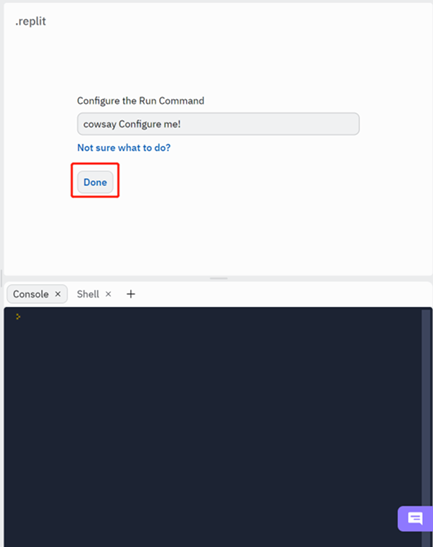 .replit
Configure the Run Command
cowsay Configure me!
Not sure what to do?
Done
Console × Shell × +
>